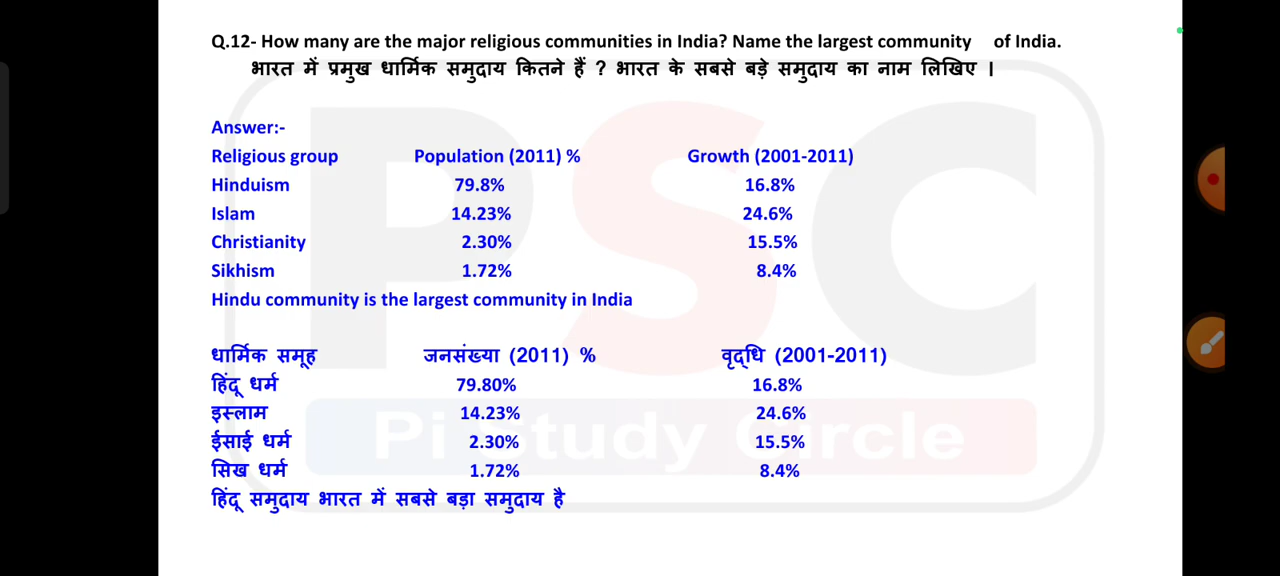 Q.12- How many are the major religious communities in India? Name the largest community of India.
भारत में प्रमुख धार्मिक समुदाय कितने हैं ? भारत के सबसे बड़े समुदाय का नाम लिखिए ।
Answer:-
Religious group Population (2011) % Growth (2001-2011)
Hinduism 79.8% 16.8%
Islam 14.23% 24.6%
Christianity 2.30% 15.5%
Sikhism 1.72% 8.4%
Hindu community is the largest community in India
धार्मिक समूह जनसंख्या (2011) % वृद्धि (2001-2011)
हिंदू धर्म 79.80% 16.8%
इस्लाम 14.23% 24.6%
ईसाई धर्म 2.30% 15.5%
सिख धर्म 1.72% 8.4%
हिंदू समुदाय भारत में सबसे बड़ा समुदाय है
PSC
Pi Study Circle